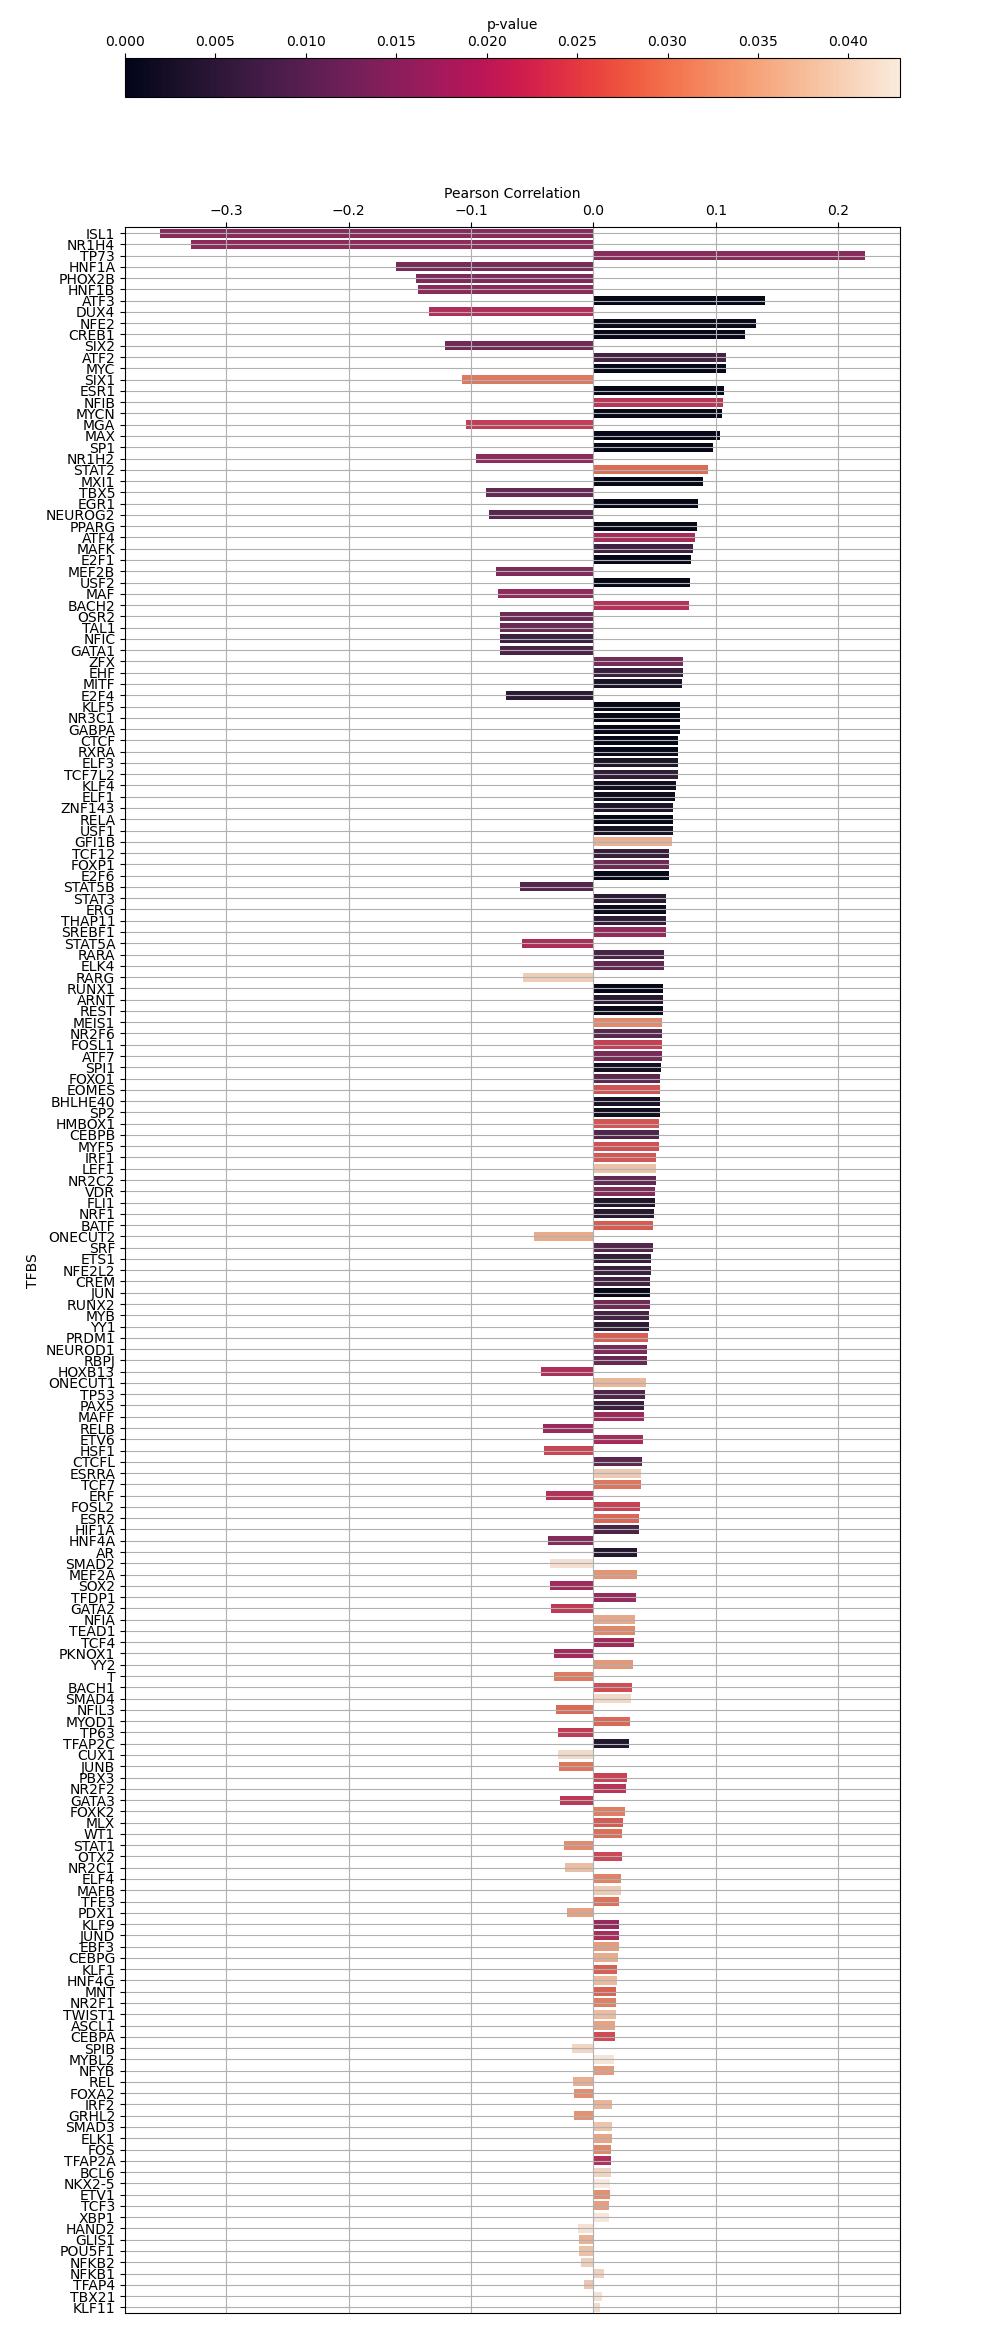 p-value
0.000 0.005 0.010 0.015 0.020 0.025 0.030 0.035 0.040
Pearson Correlation
−0.3 −0.2 −0.1 0.0 0.1 0.2
ISL1
NR1H4
TP73
HNF1A
PHOX2B
HNF1B
ATF3
DUX4
NFE2
CREB1
SIX2
ATF2
MYC
SIX1
ESR1
NFIB
MYCN
MGA
MAX
SP1
NR1H2
STAT2
MXI1
TBX5
EGR1
NEUROG2
PPARG
ATF4
MAFK
E2F1
MEF2B
USF2
MAF
BACH2
OSR2
TAL1
NFIC
GATA1
ZFX
EHF
MITF
E2F4
KLF5
NR3C1
GABPA
CTCF
RXRA
ELF3
TCF7L2
KLF4
ELF1
ZNF143
RELA
USF1
GFI1B
TCF12
FOXP1
E2F6
STAT5B
STAT3
ERG
THAP11
SREBF1
STAT5A
RARA
ELK4
RARG
RUNX1
ARNT
REST
MEIS1
NR2F6
FOSL1
ATF7
SPI1
FOXO1
EOMES
BHLHE40
SP2
HMBOX1
CEBPB
MYF5
IRF1
LEF1
NR2C2
VDR
FLI1
NRF1
BATF
ONECUT2
SRF
ETS1
NFE2L2
CREM
JUN
RUNX2
MYB
YY1
PRDM1
NEUROD1
RBPJ
HOXB13
ONECUT1
TP53
PAX5
MAFF
RELB
ETV6
HSF1
CTCFL
ESRRA
TCF7
ERF
FOSL2
ESR2
HIF1A
HNF4A
AR
SMAD2
MEF2A
SOX2
TFDP1
GATA2
NFIA
TEAD1
TCF4
PKNOX1
YY2
T
BACH1
SMAD4
NFIL3
MYOD1
TP63
TFAP2C
CUX1
JUNB
PBX3
NR2F2
GATA3
FOXK2
MLX
WT1
STAT1
OTX2
NR2C1
ELF4
MAFB
TFE3
PDX1
KLF9
JUND
EBF3
CEBPG
KLF1
HNF4G
MNT
NR2F1
TWIST1
ASCL1
CEBPA
SPIB
MYBL2
NFYB
REL
FOXA2
IRF2
GRHL2
SMAD3
ELK1
FOS
TFAP2A
BCL6
NKX2-5
ETV1
TCF3
XBP1
HAND2
GLIS1
POU5F1
NFKB2
NFKB1
TFAP4
TBX21
KLF11
TFBS